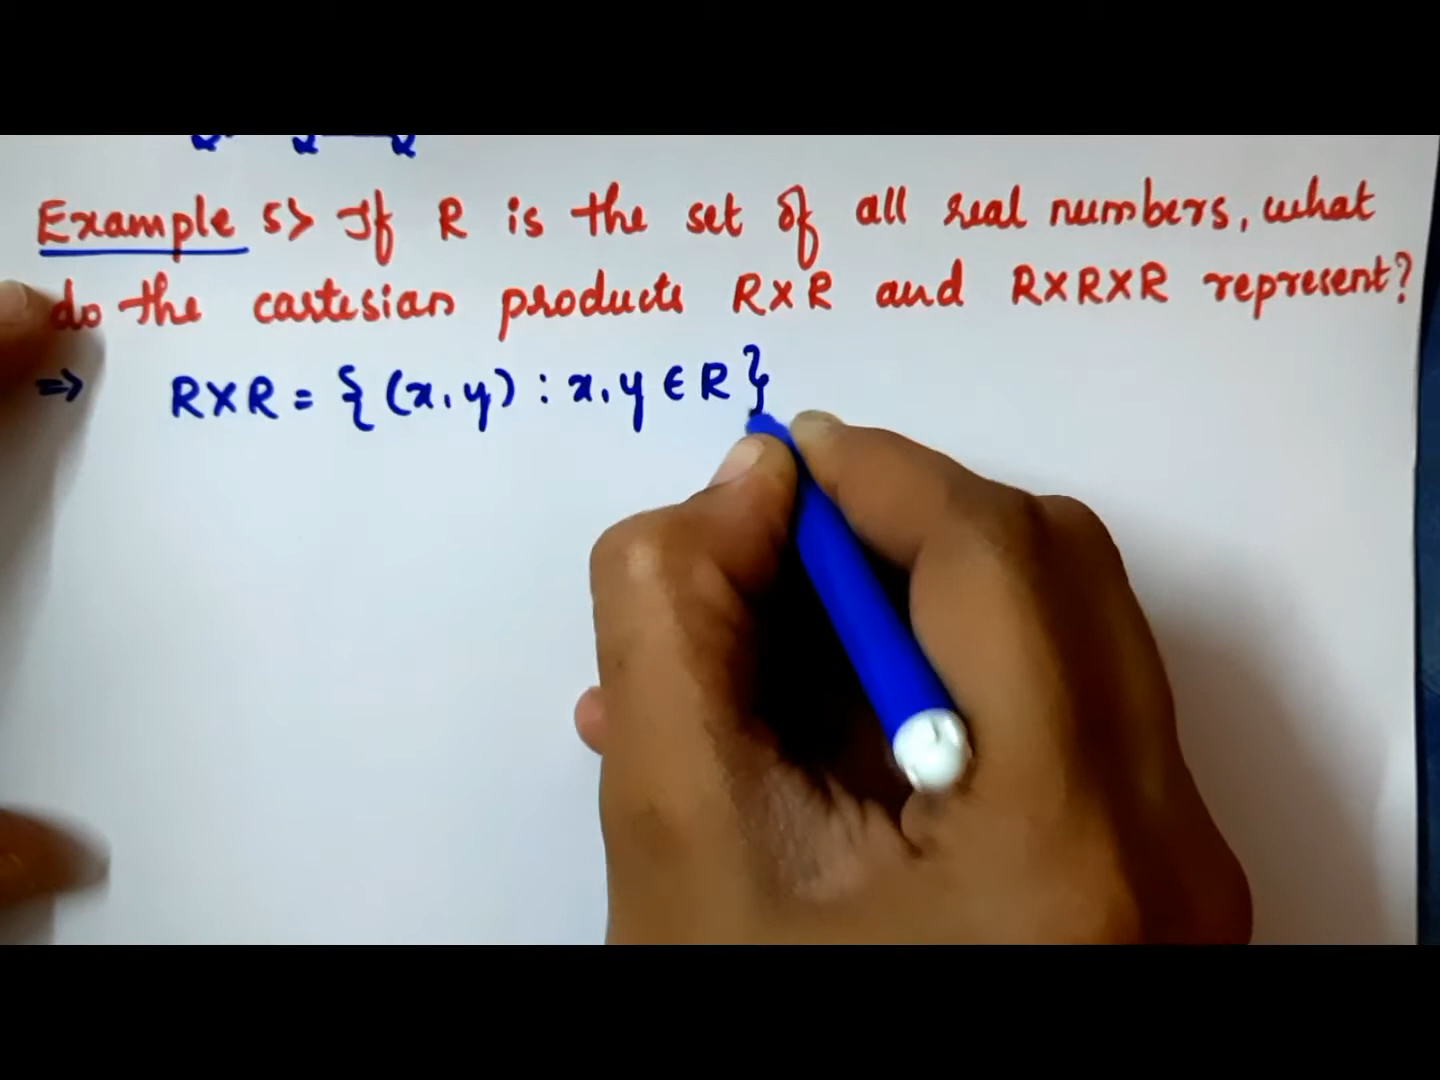 Example 5> If R is the set of all real numbers, what
do the cartesian products R×R and R×R×R represent?
⇒ R×R = { (x, y) : x, y ∈ R }